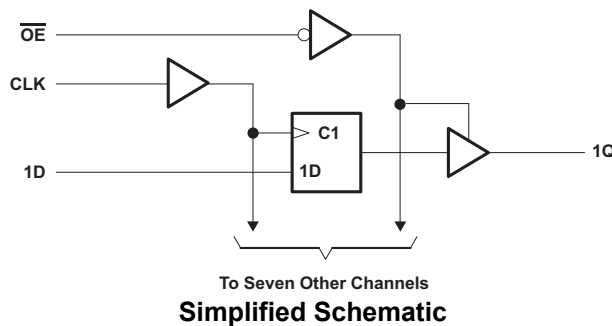 OE
CLK
C1
1D
1D
1Q
To Seven Other Channels
Simplified Schematic